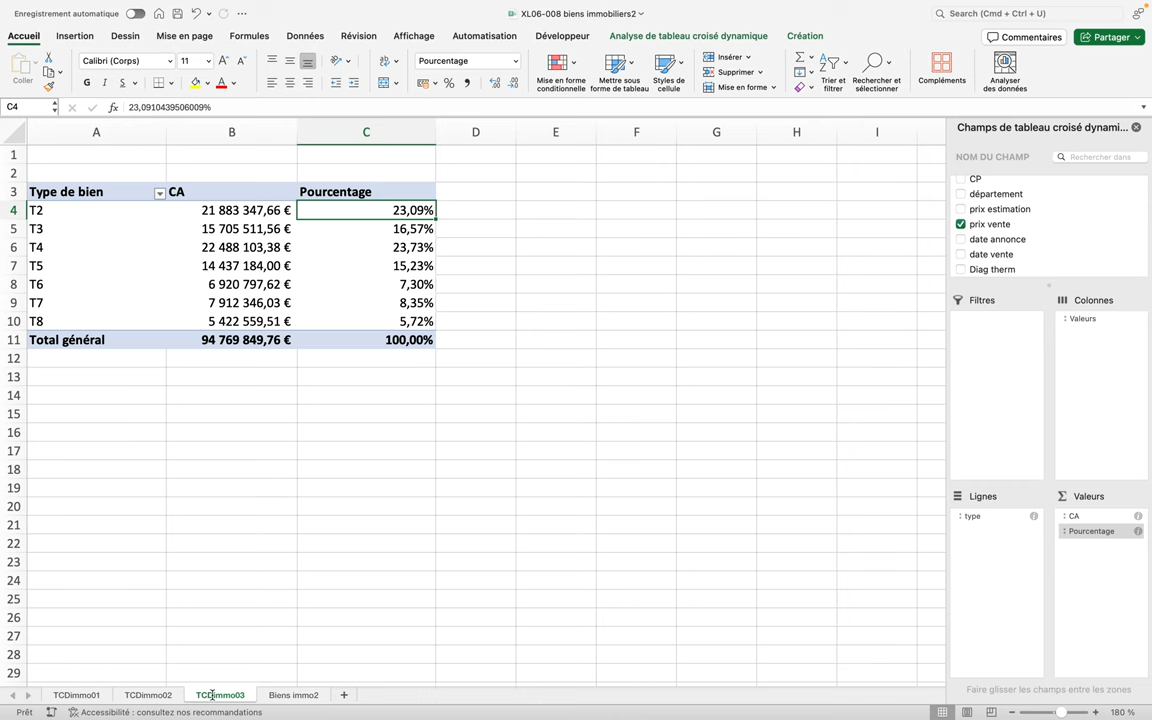 Enregistrement automatique
XL06-008 biens immobiliers2
Search (Cmd + Ctrl + U)
Accueil Insertion Dessin Mise en page Formules Données Révision Affichage Automatisation Développeur Analyse de tableau croisé dynamique Création
Commentaires Partager
Coller
Calibri (Corps) 11
G I S
Pourcentage
Mise en forme conditionnelle
Mettre sous forme de tableau
Styles de cellule
Insérer
Supprimer
Mise en forme
Trier et filtrer
Rechercher et sélectionner
Compléments
Analyse des données
C4 fx 23,0910439506009%
A B C D E F G H I
1
2
3 Type de bien CA Pourcentage
4 T2 21 883 347,66 € 23,09%
5 T3 15 705 511,56 € 16,57%
6 T4 22 488 103,38 € 23,73%
7 T5 14 437 184,00 € 15,23%
8 T6 6 920 797,62 € 7,30%
9 T7 7 912 346,03 € 8,35%
10 T8 5 422 559,51 € 5,72%
11 Total général 94 769 849,76 € 100,00%
12
13
14
15
16
17
18
19
20
21
22
23
24
25
26
27
28
29
Champs de tableau croisé dynami...
NOM DU CHAMP Rechercher dans
CP
département
prix estimation
prix vente
date annonce
date vente
Diag therm
Filtres Colonnes
Valeurs
Lignes Valeurs
type CA
Pourcentage
Faire glisser les champs entre les zones
TCDimmo01 TCDimmo02 TCDimmo03 Biens immo2
Prêt Accessibilité : consultez nos recommandations 180 %